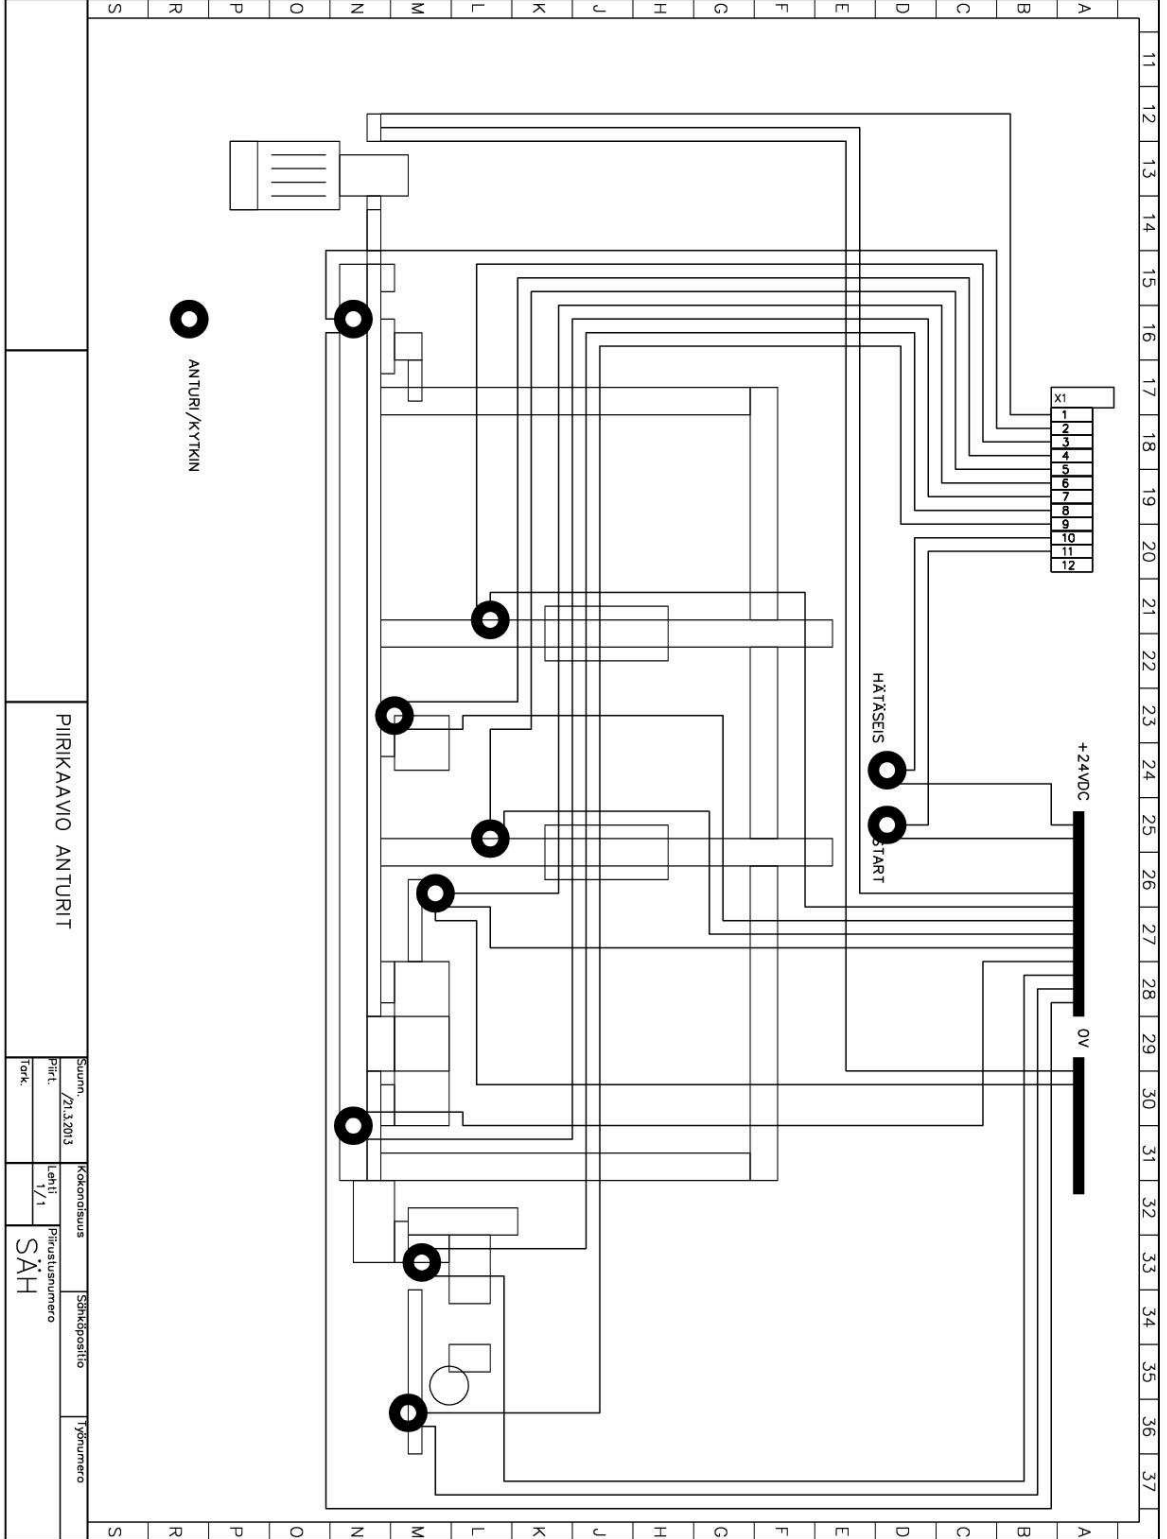 S R P O N M L K J H G F E D C B A
11
12
13
14
15
16
17
18
19
20
21
22
23
24
25
26
27
28
29
30
31
32
33
34
35
36
37
X1
1
2
3
4
5
6
7
8
9
10
11
12
ANTURI/KYTKIN
HÄTÄSEIS
START
+24VDC
0V
S R P O N M L K J H G F E D C B A
PIIRIKAAVIO ANTURIT
Suunn. /21.3.2013
Piirt.
Tark.
Kokonaisuus
Sähköpositio
Työnumero
Lehti
1/1
Piirustusnumero
SÄH